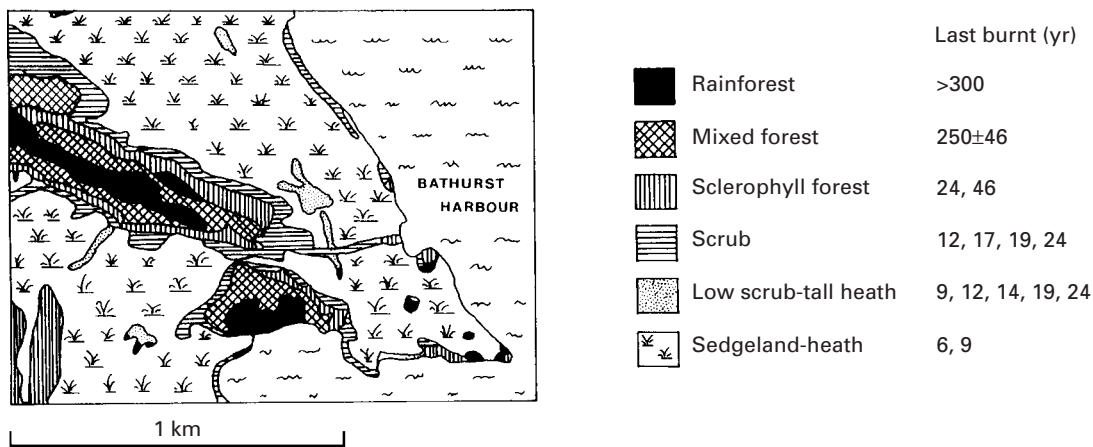 BATHURST
HARBOUR
1 km
Last burnt (yr)
Rainforest >300
Mixed forest 250±46
Sclerophyll forest 24, 46
Scrub 12, 17, 19, 24
Low scrub-tall heath 9, 12, 14, 19, 24
Sedgeland-heath 6, 9